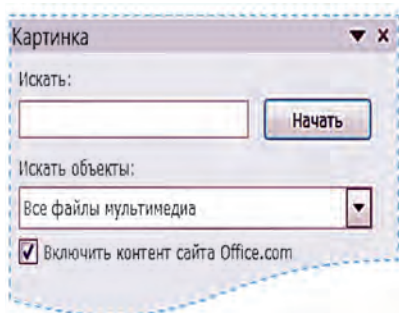 Картинка
Искать:
Начать
Искать объекты:
Все файлы мультимедиа
Включить контент сайта Office.com